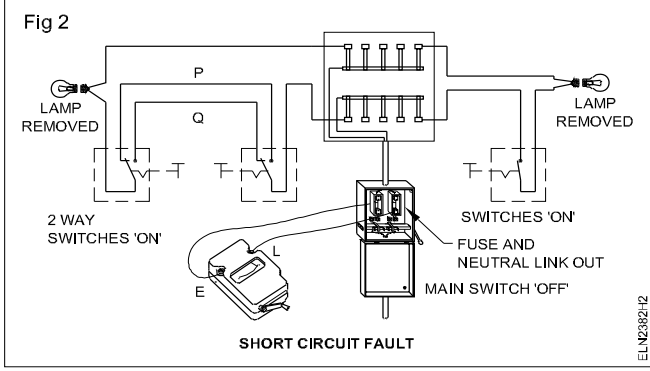 Fig 2
P
Q
LAMP
REMOVED
LAMP
REMOVED
2 WAY
SWITCHES 'ON'
SWITCHES 'ON'
L
E
FUSE AND
NEUTRAL LINK OUT
MAIN SWITCH 'OFF'
SHORT CIRCUIT FAULT
ELN2382H2